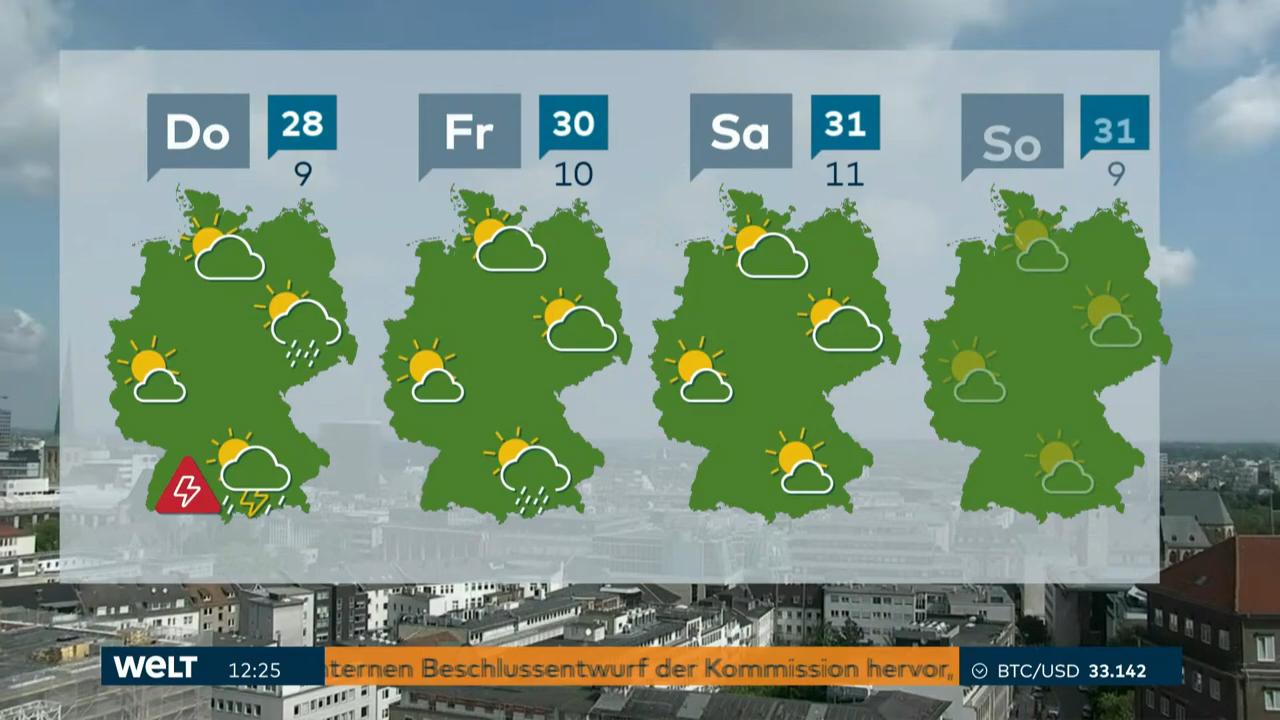 Do 28
9
Fr 30
10
Sa 31
11
So 31
9
welt 12:25 ternen Beschlussentwurf der Kommission hervor, BTC/USD 33.142